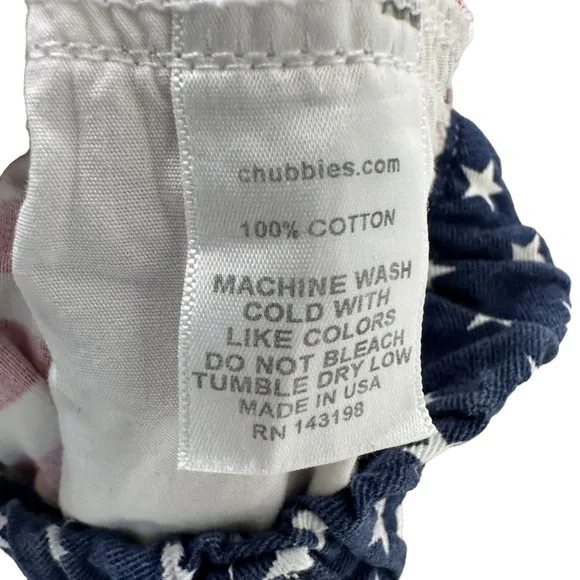 chubbies.com
100% COTTON
MACHINE WASH
COLD WITH
LIKE COLORS
DO NOT BLEACH
TUMBLE DRY LOW
MADE IN USA
RN 143198